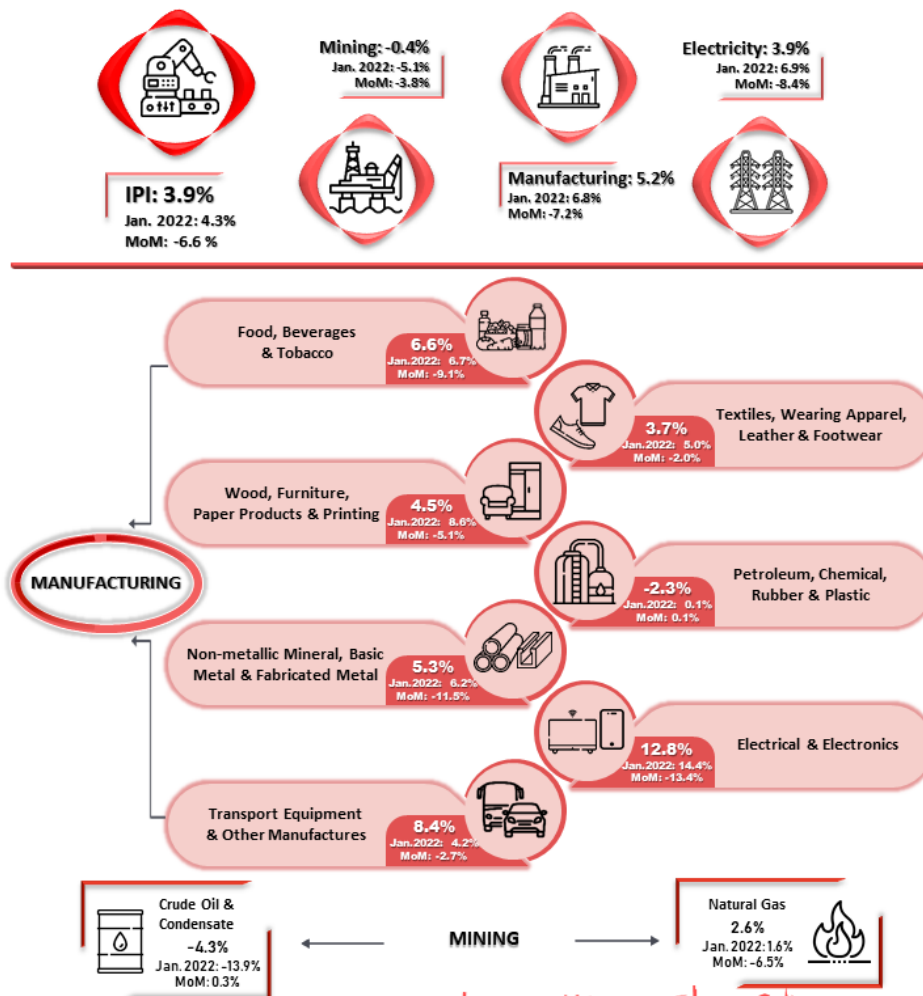 Mining: -0.4%
Jan. 2022: -5.1%
MoM: -3.8%
Electricity: 3.9%
Jan. 2022: 6.9%
MoM: -8.4%
IPI: 3.9%
Jan. 2022: 4.3%
MoM: -6.6 %
Manufacturing: 5.2%
Jan. 2022: 6.8%
MoM: -7.2%
Food, Beverages
& Tobacco
6.6%
Jan.2022: 6.7%
MoM: -9.1%
3.7%
Jan.2022: 5.0%
MoM: -2.0%
Textiles, Wearing Apparel,
Leather & Footwear
Wood, Furniture,
Paper Products & Printing
4.5%
Jan.2022: 8.6%
MoM: -5.1%
MANUFACTURING
-2.3%
Jan.2022: 0.1%
MoM: 0.1%
Petroleum, Chemical,
Rubber & Plastic
Non-metallic Mineral, Basic
Metal & Fabricated Metal
5.3%
Jan.2022: 6.2%
MoM: -11.5%
12.8%
Jan.2022: 14.4%
MoM: -13.4%
Electrical & Electronics
Transport Equipment
& Other Manufactures
8.4%
Jan.2022: 4.2%
MoM: -2.7%
Crude Oil &
Condensate
-4.3%
Jan. 2022: -13.9%
MoM: 0.3%
MINING
Natural Gas
2.6%
Jan. 2022: 1.6%
MoM: -6.5%